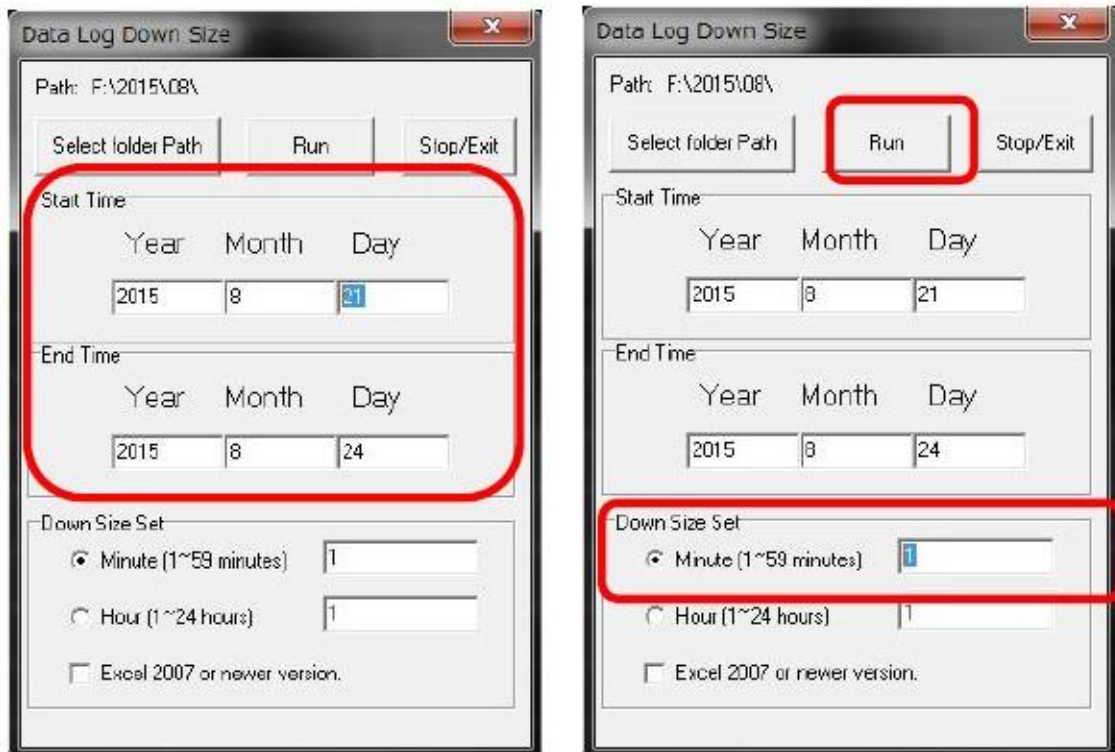 Data Log Down Size
Path: F:\2015\08\
Select folder Path Run Stop/Exit
Start Time
Year Month Day
2015 8 21
End Time
Year Month Day
2015 8 24
Down Size Set
Minute (1~59 minutes) 1
Hour (1~24 hours) 1
Excel 2007 or newer version.
Data Log Down Size
Path: F:\2015\08\
Select folder Path Run Stop/Exit
Start Time
Year Month Day
2015 8 21
End Time
Year Month Day
2015 8 24
Down Size Set
Minute (1~59 minutes) 1
Hour (1~24 hours) 1
Excel 2007 or newer version.